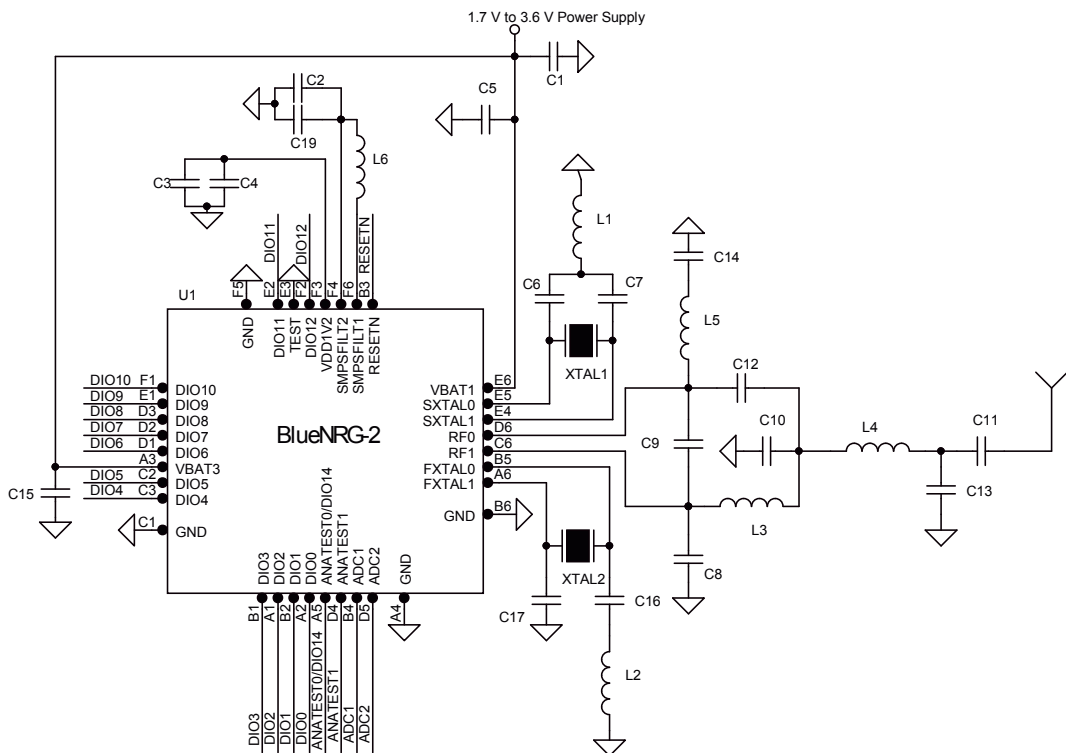 1.7 V to 3.6 V Power Supply
C1
C2
C5
C19
L6
C3
C4
DIO11
DIO12
RESETN
L1
C6
C7
XTAL1
C14
L5
C12
C9
C10
L4
C11
C13
L3
C8
U1
F5
E2
E3
F2
F3
F4
F6
B3
GND
DIO11
TEST
DIO12
VDD1V2
SMPSFILT2
SMPSFILT1
RESETN
DIO10 F1 DIO10
DIO9 E1 DIO9
DIO8 D3 DIO8
DIO7 D2 DIO7
DIO6 D1 DIO6
A3 VBAT3
DIO5 C2 DIO5
DIO4 C3 DIO4
C15
C1 GND
BlueNRG-2
VBAT1 E6
SXTAL0 E5
SXTAL1 E4
RF0 D6
RF1 C6
FXTAL0 B5
FXTAL1 A6
GND B6
XTAL2
C17
C16
L2
DIO3
DIO2
DIO1
DIO0
ANATEST0/DIO14
ANATEST1
ADC1
ADC2
GND
B1
A1
B2
A2
A5
D4
B4
D5
A4
DIO3
DIO2
DIO1
DIO0
ANATEST0/DIO14
ANATEST1
ADC1
ADC2